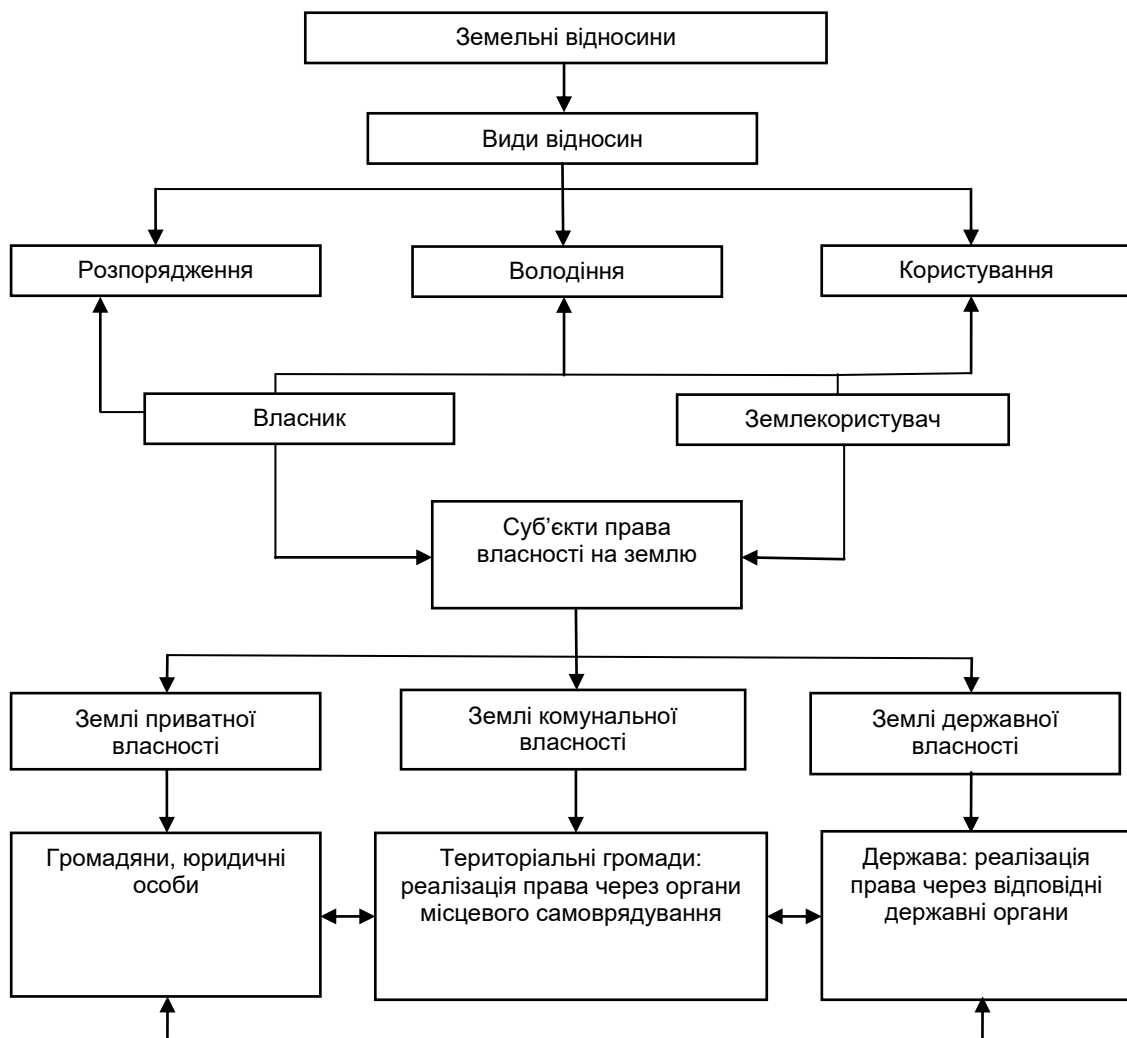 Земельні відносини
Види відносин
Розпорядження
Володіння
Користування
Власник
Землекористувач
Суб’єкти права
власності на землю
Землі приватної
власності
Землі комунальної
власності
Землі державної
власності
Громадяни, юридичні
особи
Територіальні громади:
реалізація права через органи
місцевого самоврядування
Держава: реалізація
права через відповідні
державні органи